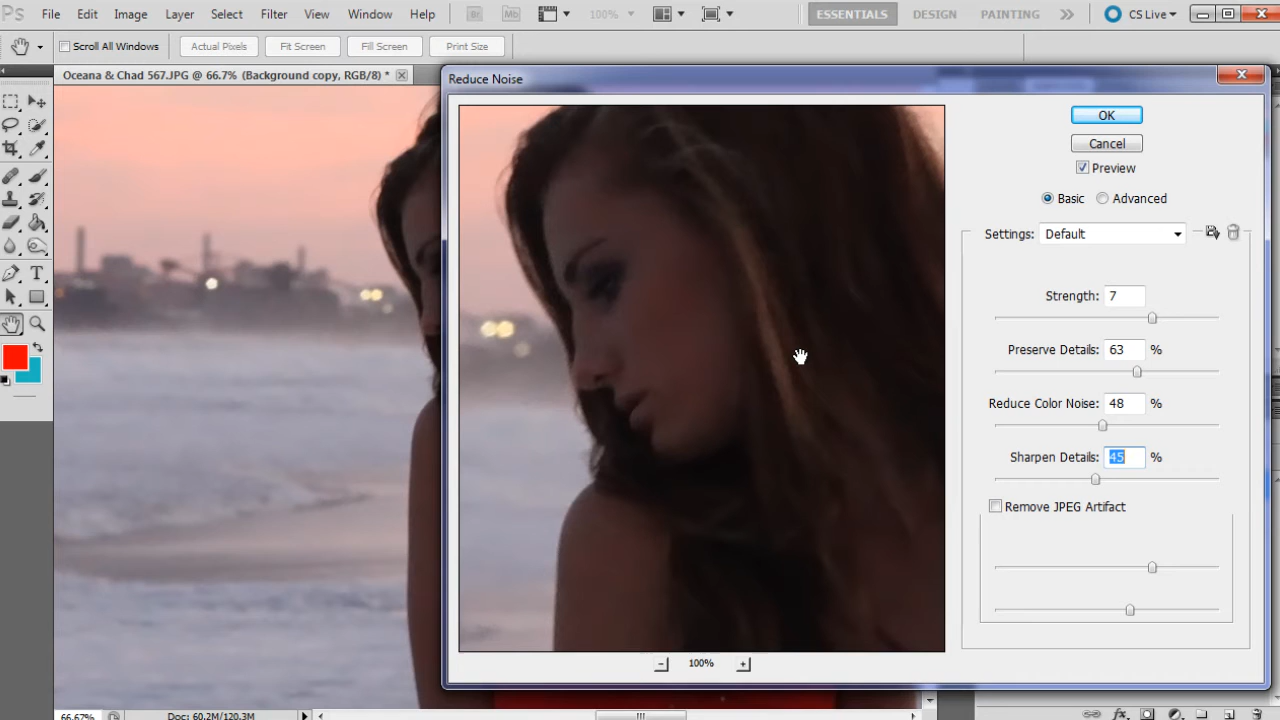 Ps File Edit Image Layer Select Filter View Window Help Br Mb 100% ESSENTIALS DESIGN PAINTING CS Live
Scroll All Windows Actual Pixels Fit Screen Fill Screen Print Size
Oceana & Chad 567.JPG @ 66.7% (Background copy, RGB/8) *
Reduce Noise
OK
Cancel
Preview
Basic Advanced
Settings: Default
Strength: 7
Preserve Details: 63 %
Reduce Color Noise: 48 %
Sharpen Details: 45 %
Remove JPEG Artifact
100%
66.67% Doc: 60.2M/120.3M